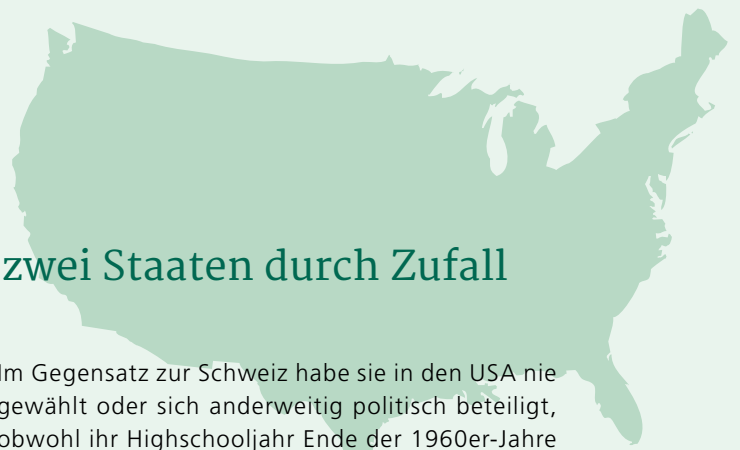 zwei Staaten durch Zufall
Im Gegensatz zur Schweiz habe sie in den USA nie
gewählt oder sich anderweitig politisch beteiligt,
obwohl ihr Highschooljahr Ende der 1960er-Jahre